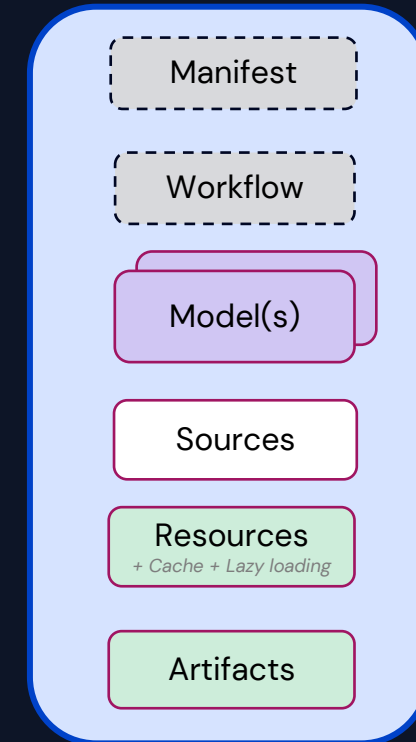 Manifest
Workflow
Model(s)
Sources
Resources
+ Cache + Lazy loading
Artifacts